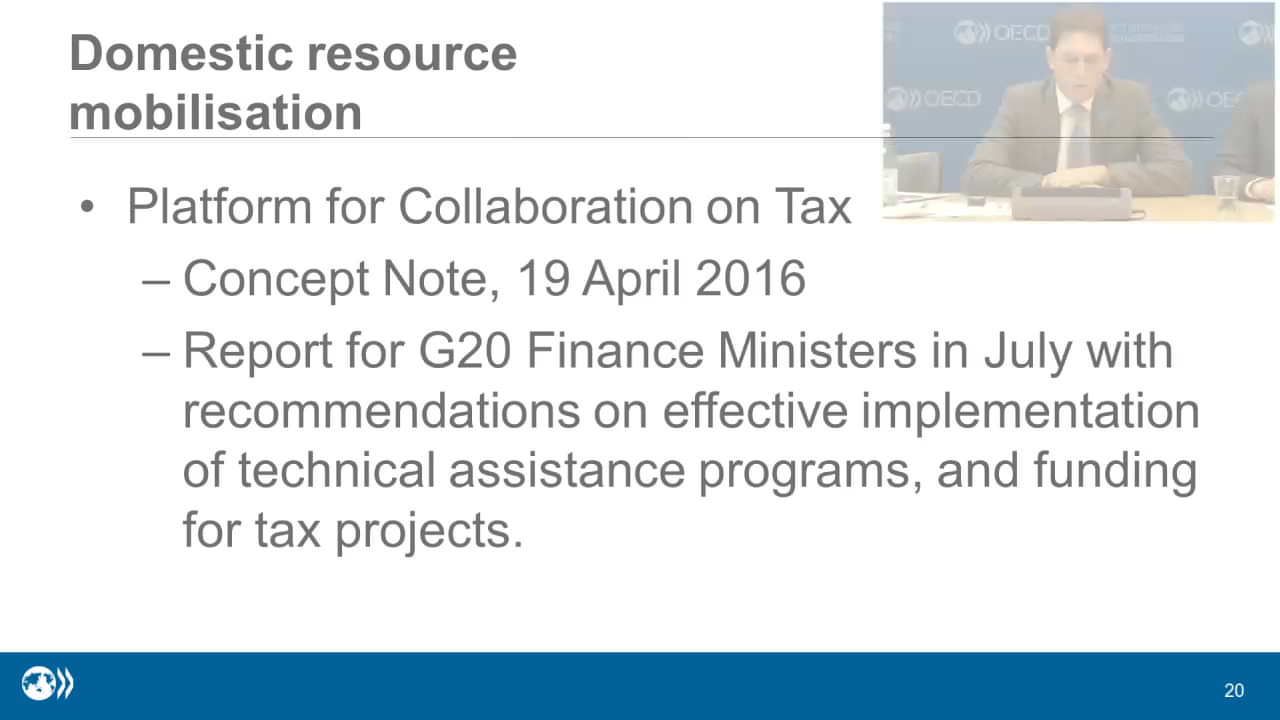 Domestic resource
mobilisation
OECD
OECD
OE
• Platform for Collaboration on Tax
– Concept Note, 19 April 2016
– Report for G20 Finance Ministers in July with
recommendations on effective implementation
of technical assistance programs, and funding
for tax projects.
20